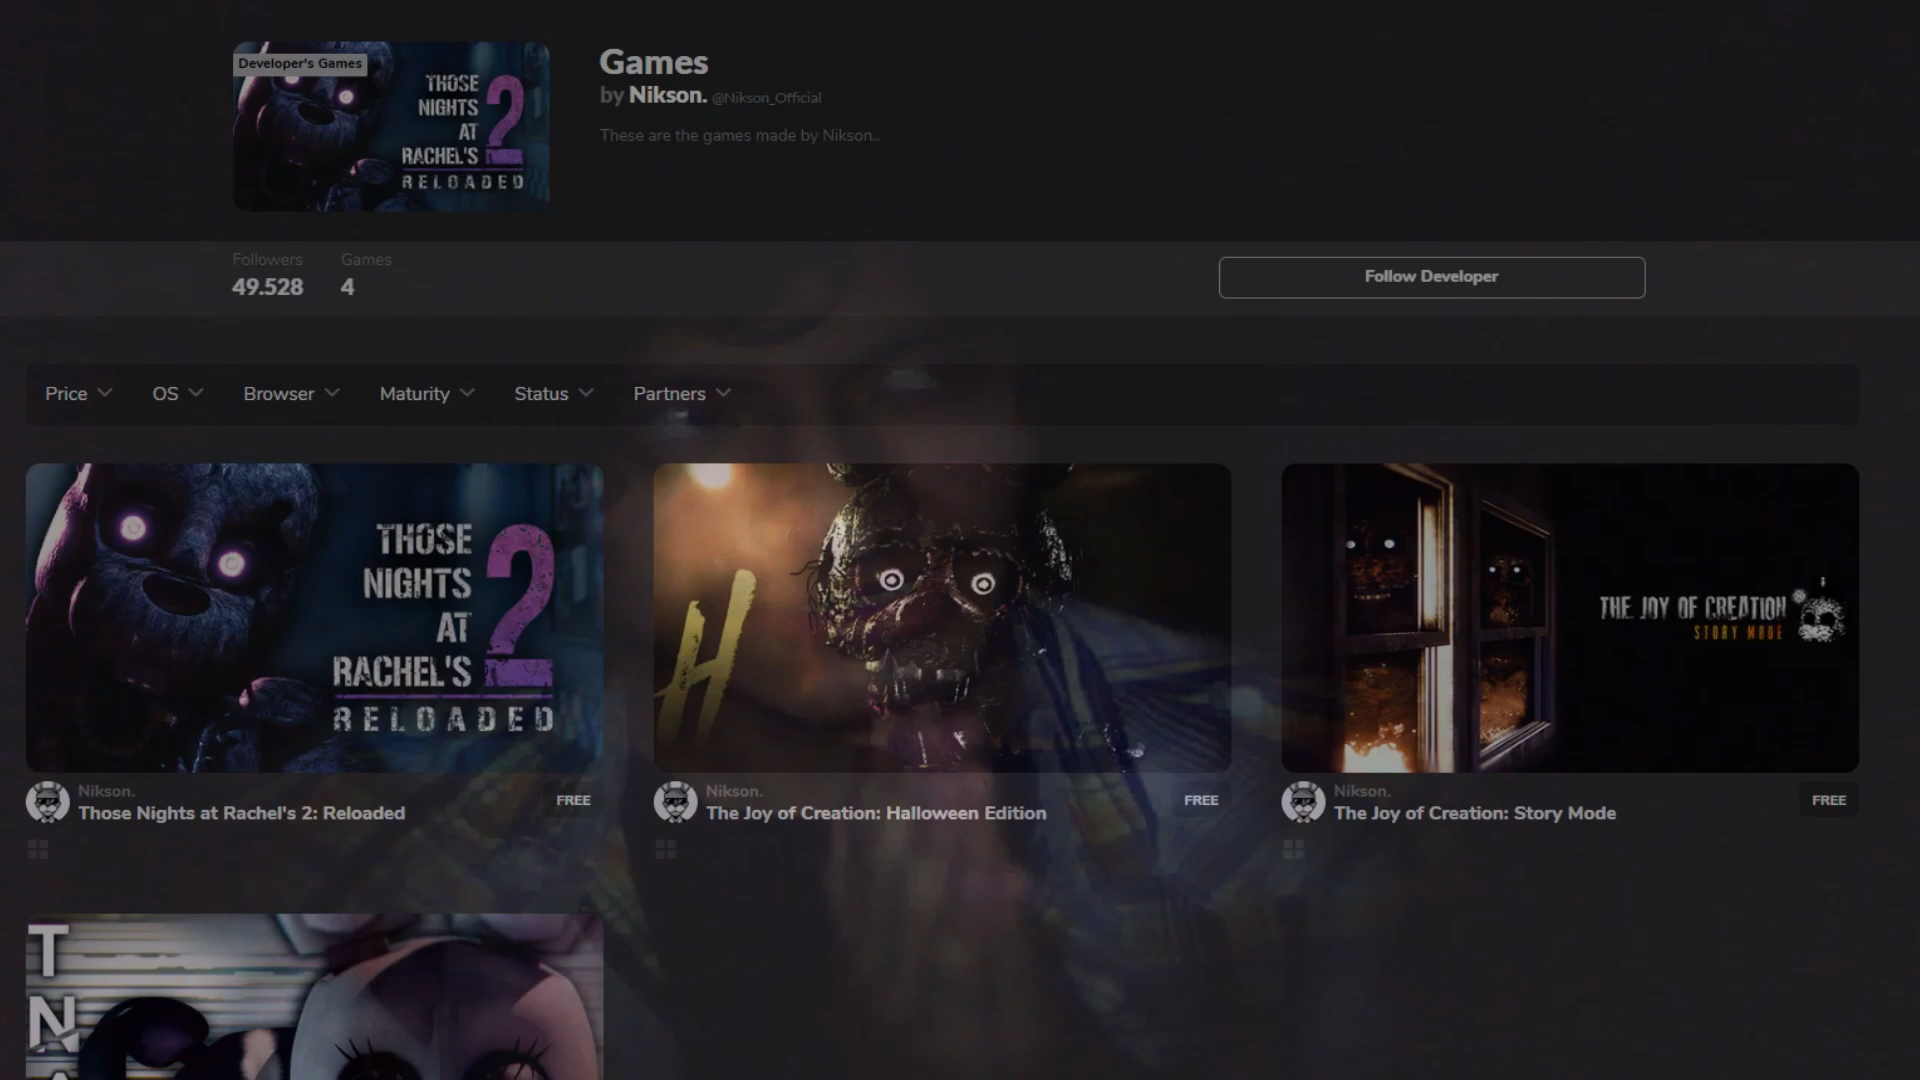 Developer's Games
THOSE
NIGHTS
AT
RACHEL'S
2
RELOADED
Games
by Nikson. @Nikson_Official
These are the games made by Nikson..
Followers
49.528
Games
4
Follow Developer
Price
OS
Browser
Maturity
Status
Partners
THOSE
NIGHTS
AT
RACHEL'S
2
RELOADED
H
THE JOY OF CREATION
STORY MODE
Nikson.
Those Nights at Rachel's 2: Reloaded
FREE
Nikson.
The Joy of Creation: Halloween Edition
FREE
Nikson.
The Joy of Creation: Story Mode
FREE
T
N
A